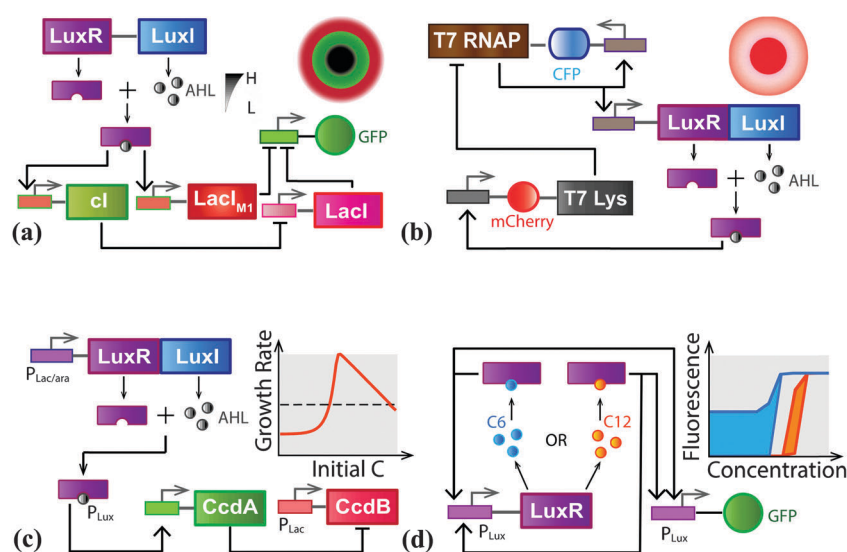 (a)
LuxR
LuxI
+
AHL
H
L
GFP
cI
LacI M1
LacI
(b)
T7 RNAP
CFP
LuxR
LuxI
+
AHL
mCherry
T7 Lys
(c)
P Lac/ara
LuxR
LuxI
+
AHL
P Lux
CcdA
P Lac
CcdB
Growth Rate
Initial C
(d)
C6
OR
C12
P Lux
LuxR
P Lux
GFP
Fluorescence
Concentration